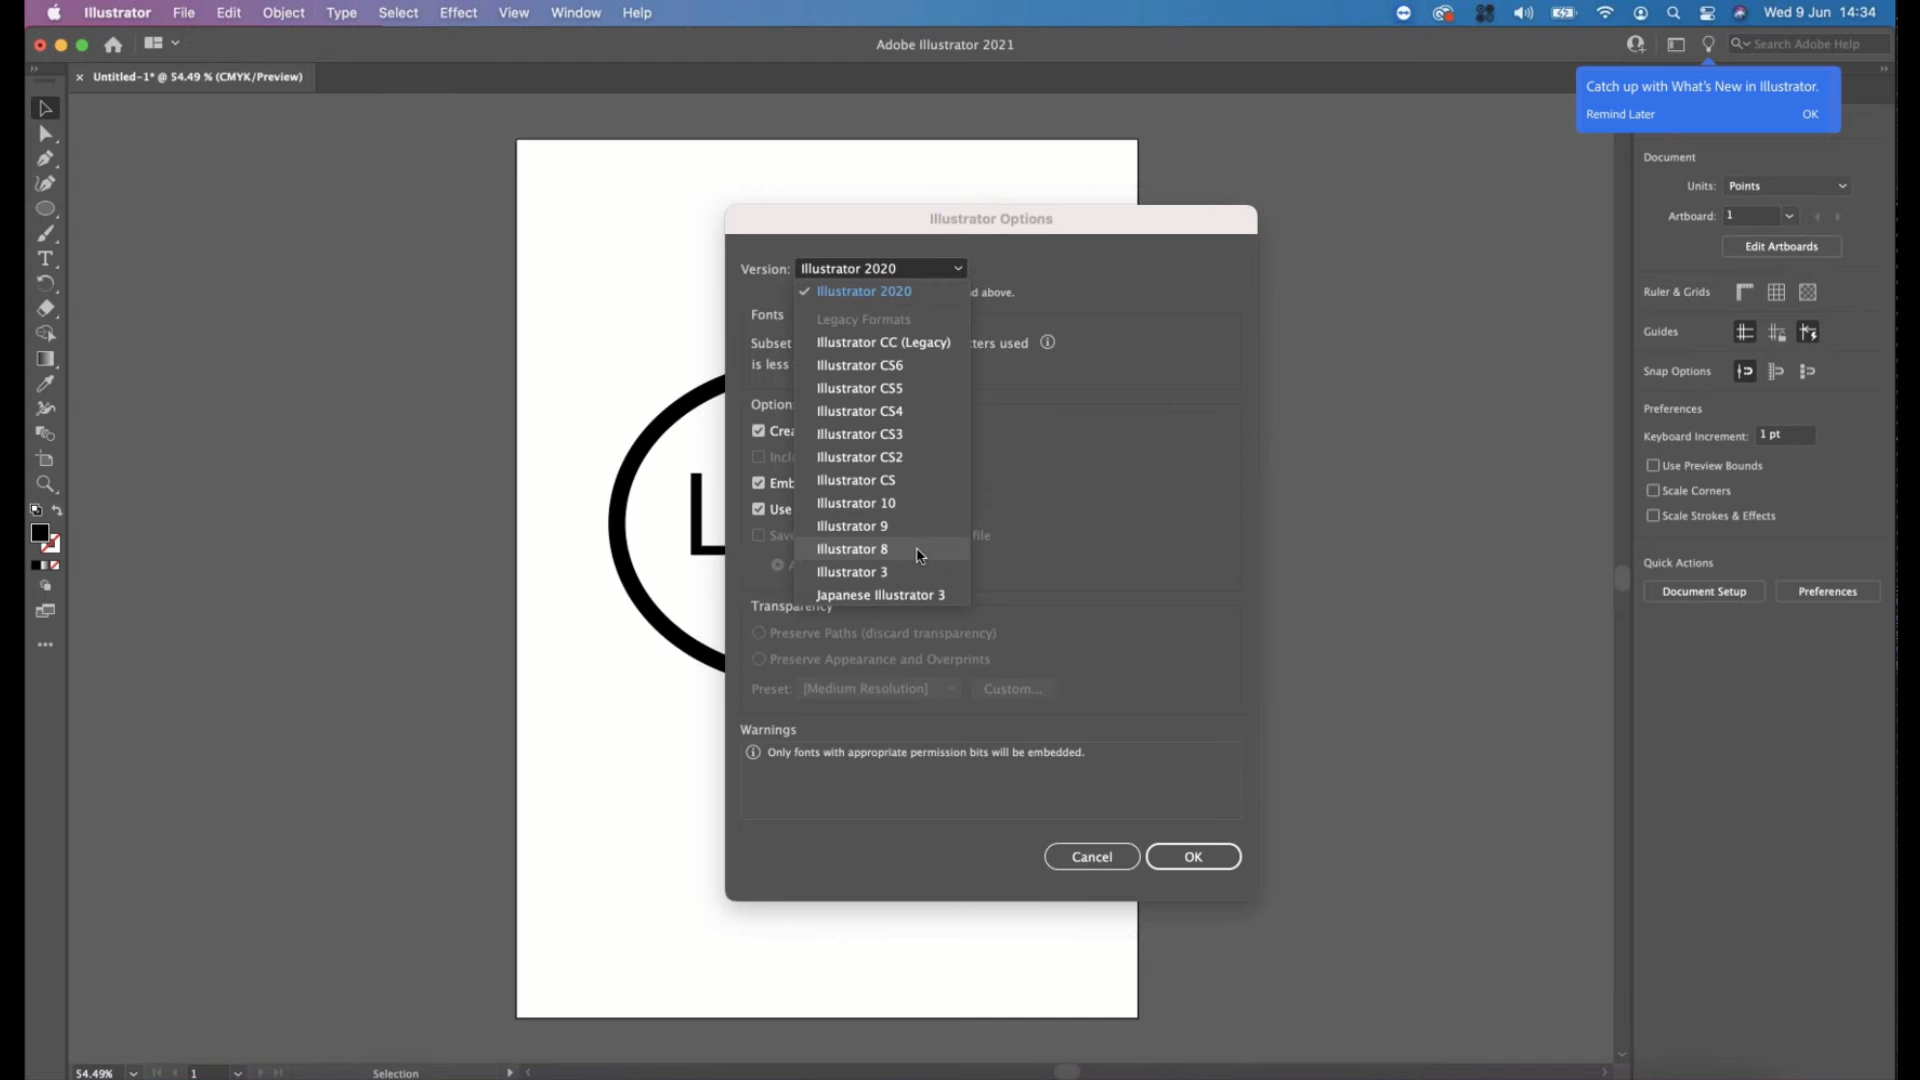 Illustrator File Edit Object Type Select Effect View Window Help
Wed 9 Jun 14:34
Adobe Illustrator 2021
Search Adobe Help
Untitled-1* @ 54.49 % (CMYK/Preview)
Catch up with What's New in Illustrator.
Remind Later OK
Document
Units: Points
Artboard: 1
Edit Artboards
Ruler & Grids
Guides
Snap Options
Preferences
Keyboard Increment: 1 pt
Use Preview Bounds
Scale Corners
Scale Strokes & Effects
Quick Actions
Document Setup Preferences
Illustrator Options
Version: Illustrator 2020
Illustrator 2020
Legacy Formats
Illustrator CC (Legacy)
Illustrator CS6
Illustrator CS5
Illustrator CS4
Illustrator CS3
Illustrator CS2
Illustrator CS
Illustrator 10
Illustrator 9
Illustrator 8
Illustrator 3
Japanese Illustrator 3
d above.
Fonts
Subset ters used
is less
Option
Crea
Incl
Emb
Use
Save file
A
Transparency
Preserve Paths (discard transparency)
Preserve Appearance and Overprints
Preset: [Medium Resolution] Custom...
Warnings
Only fonts with appropriate permission bits will be embedded.
Cancel OK
L
54.49% 1 Selection